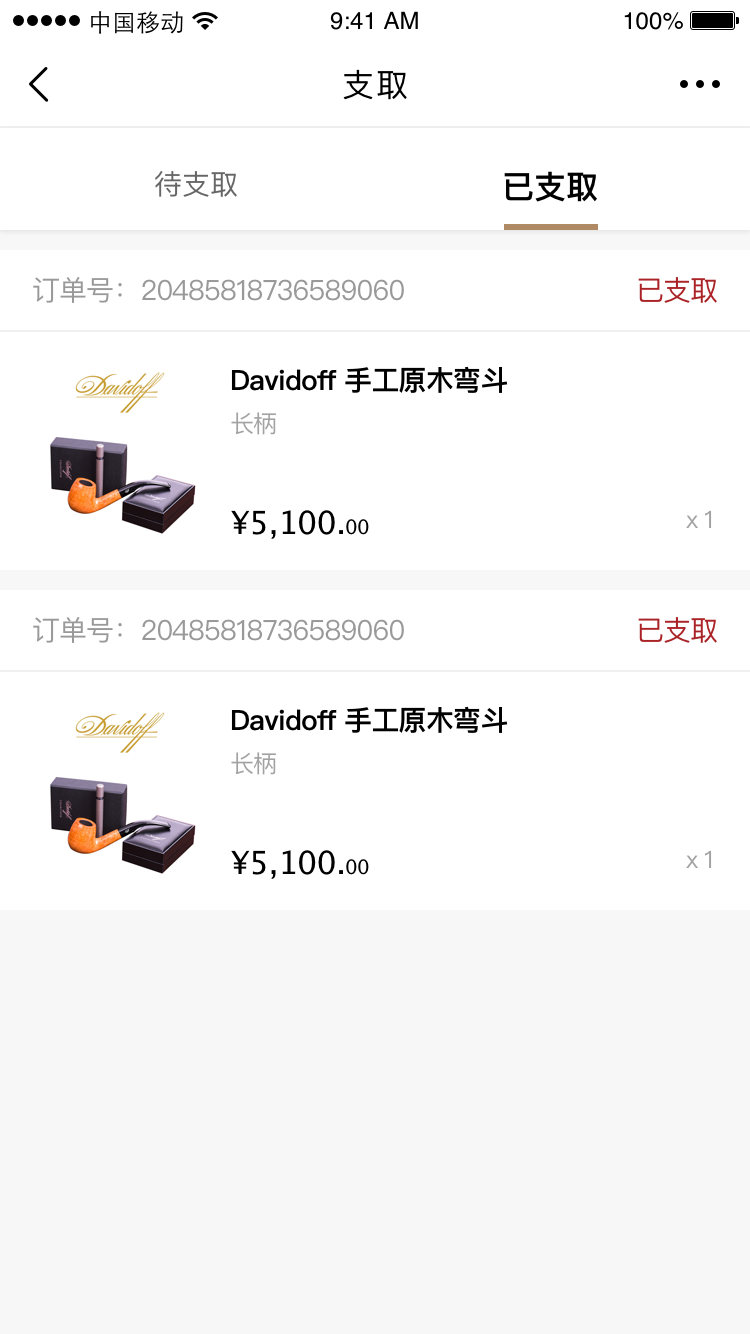 中国移动 9:41 AM 100%
支取
待支取 已支取
订单号：20485818736589060 已支取
Davidoff
Davidoff 手工原木弯斗
长柄
¥5,100.00 x 1
订单号：20485818736589060 已支取
Davidoff
Davidoff 手工原木弯斗
长柄
¥5,100.00 x 1